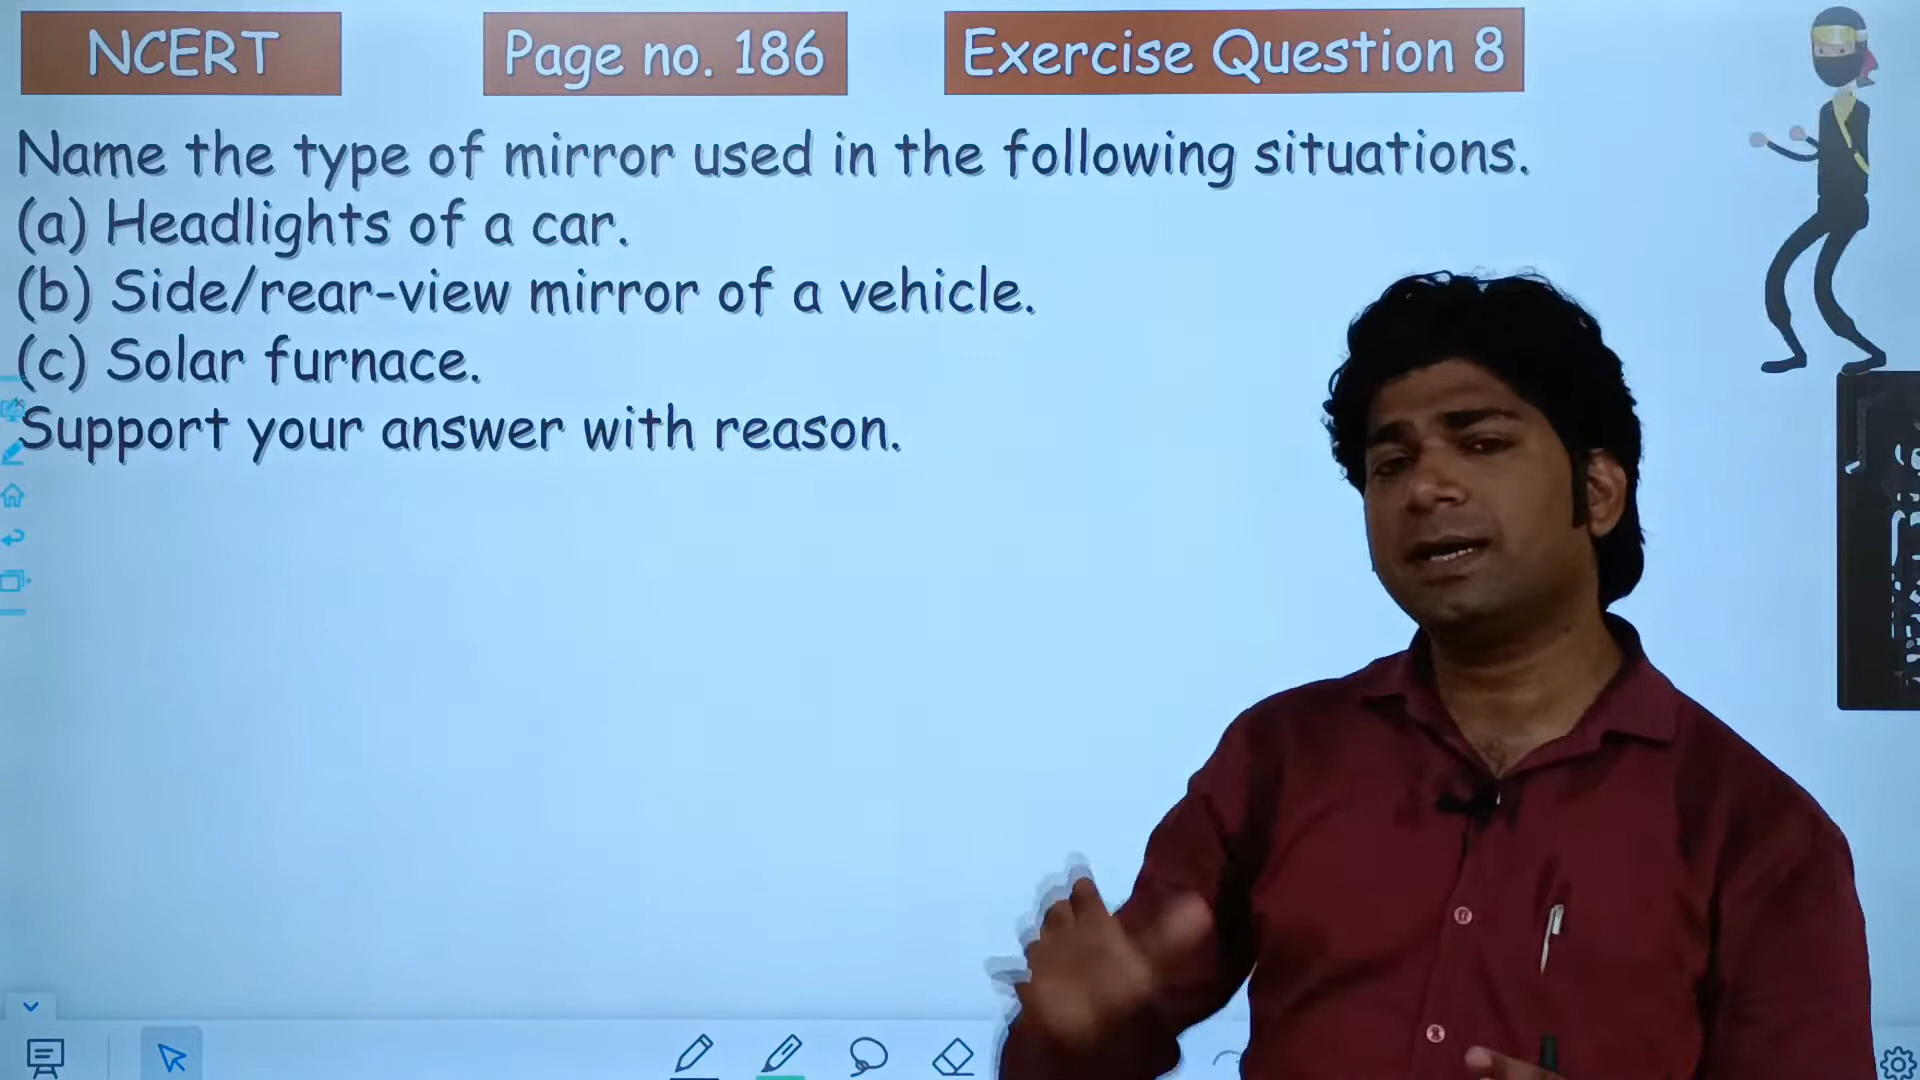 NCERT
Page no. 186
Exercise Question 8
Name the type of mirror used in the following situations.
(a) Headlights of a car.
(b) Side/rear-view mirror of a vehicle.
(c) Solar furnace.
Support your answer with reason.